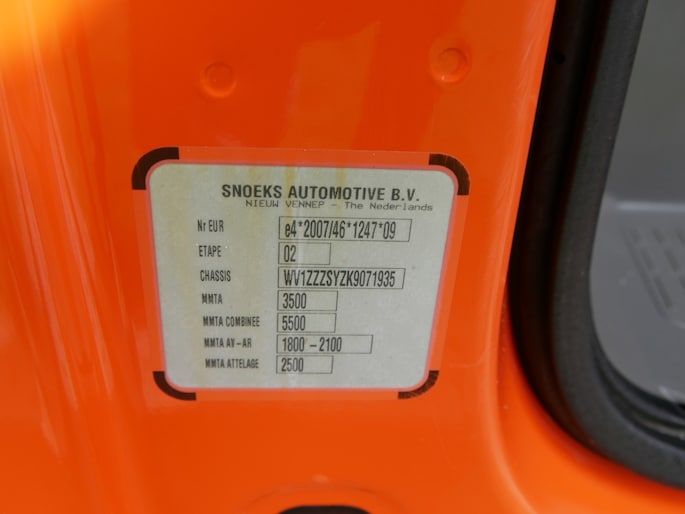 SNOEKS AUTOMOTIVE B.V.
NIEUW VENNEP - The Nederlands
Nr EUR e4*2007/46*1247*09
ETAPE 02
CHASSIS WV1ZZZSYZK9071935
MMTA 3500
MMTA COMBINEE 5500
MMTA AV-AR 1800 - 2100
MMTA ATTELAGE 2500